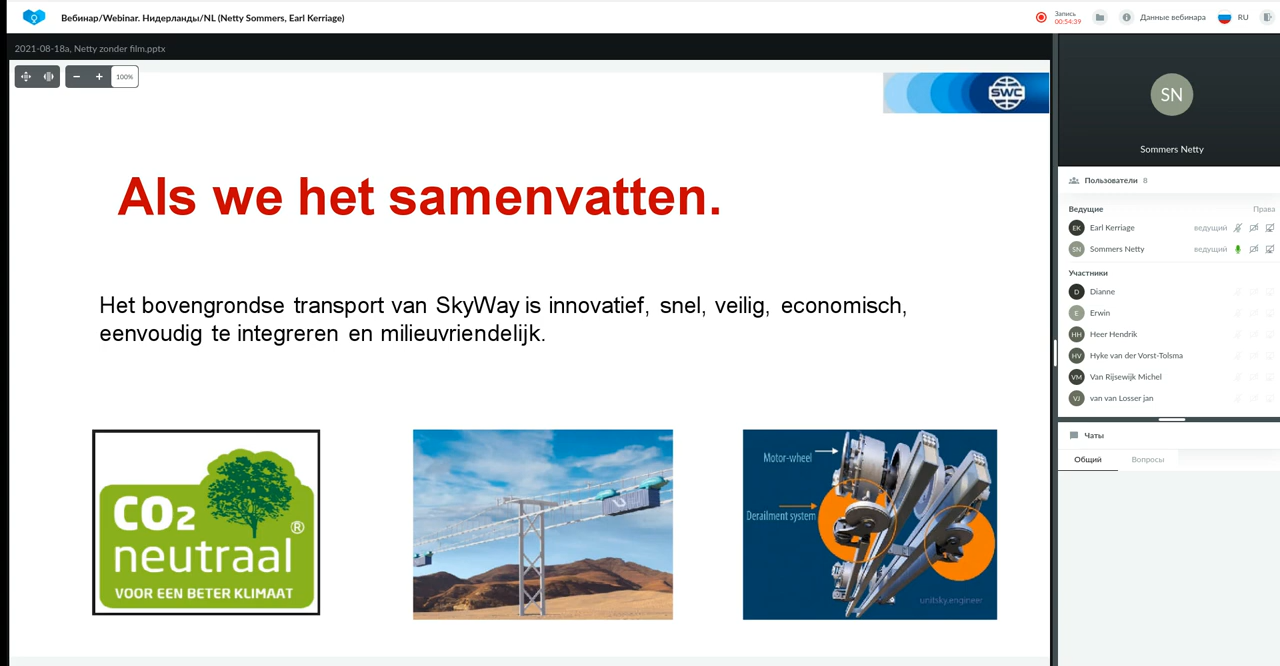 Вебинар/Webinar. Нидерланды/NL (Netty Sommers, Earl Kerriage)
Запись
00:54:39
Данные вебинара
RU
2021-08-18a, Netty zonder film.pptx
100%
SWC
Als we het samenvatten.
Het bovengrondse transport van SkyWay is innovatief, snel, veilig, economisch,
eenvoudig te integreren en milieuvriendelijk.
CO2
neutraal®
VOOR EEN BETER KLIMAAT
Motor-wheel
Derailment system
unitsky.engineer
SN
Sommers Netty
Пользователи 8
Ведущие Права
EK Earl Kerriage ведущий
SN Sommers Netty ведущий
Участники
D Dianne
E Erwin
HH Heer Hendrik
HV Hyke van der Vorst-Tolsma
VM Van Rijsewijk Michel
VJ van van Losser jan
Чаты
Общий Вопросы